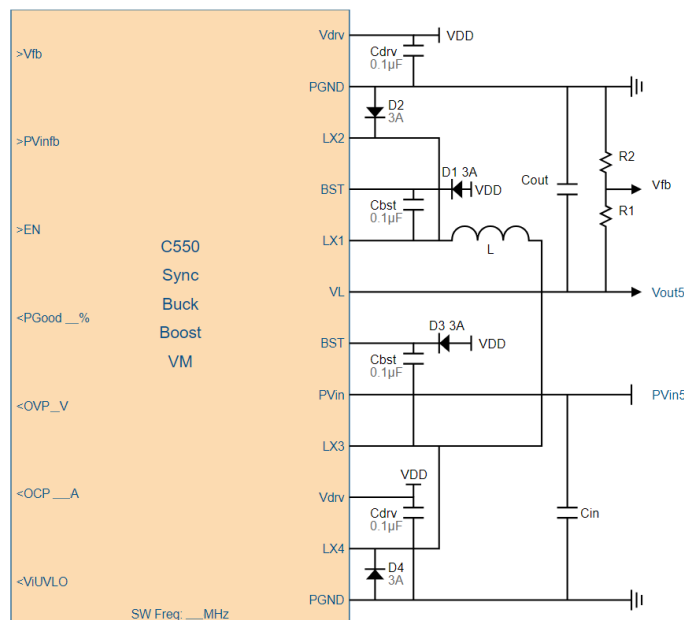 Vdrv
VDD
Cdrv
0.1µF
>Vfb
PGND
D2
3A
>PVinfb
LX2
R2
D1 3A
Cout
Vfb
BST
VDD
Cbst
0.1µF
R1
>EN
LX1
C550
L
Sync
VL
Vout5
Buck
<PGood __%
D3 3A
Boost
BST
VDD
VM
Cbst
0.1µF
PVin
PVin5
<OVP_V
LX3
VDD
<OCP ___A
Vdrv
Cdrv
0.1µF
Cin
LX4
D4
3A
<ViUVLO
PGND
SW Freq: ___MHz